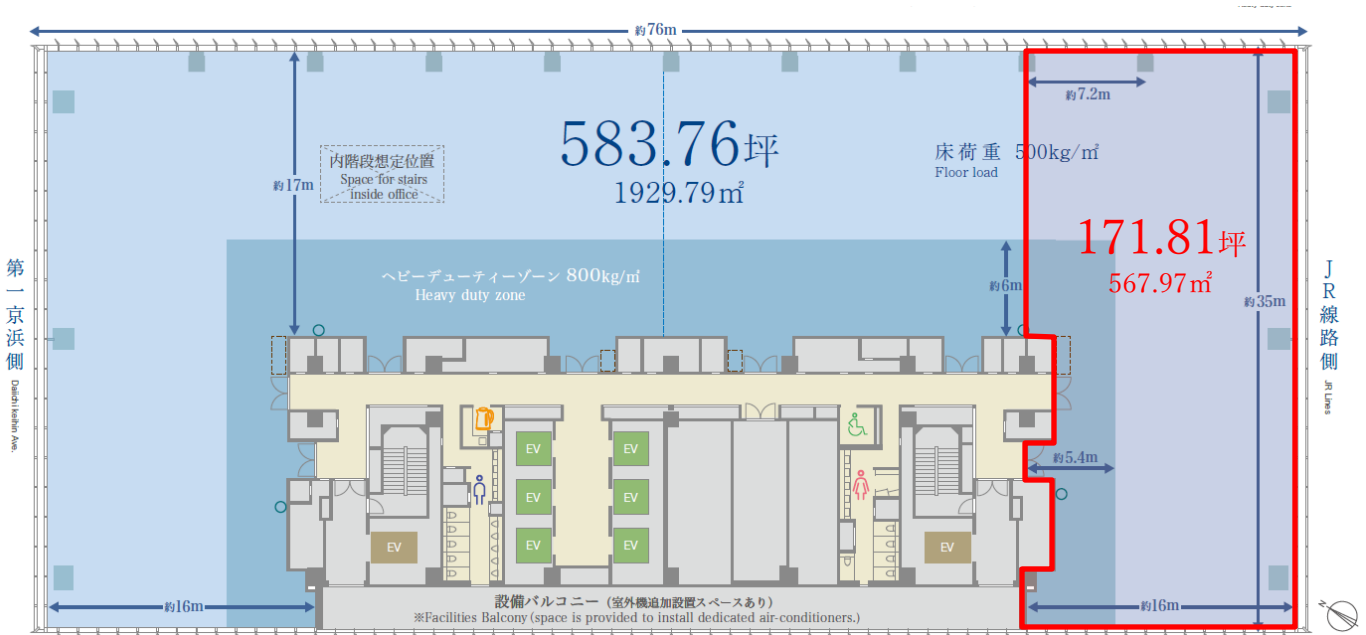 約76m
約7.2m
583.76坪
1929.79㎡
床荷重 500kg/㎡
Floor load
内階段想定位置
Space for stairs
inside office
約17m
171.81坪
567.97㎡
ヘビーデューティーゾーン 800kg/㎡
Heavy duty zone
約6m
約35m
第一京浜側
Daiichi keihin Ave.
JR線路側
JR Lines
EV
EV
EV
EV
EV
EV
EV
EV
約5.4m
約16m
設備バルコニー（室外機追加設置スペースあり）
※Facilities Balcony (space is provided to install dedicated air-conditioners.)
約16m
N